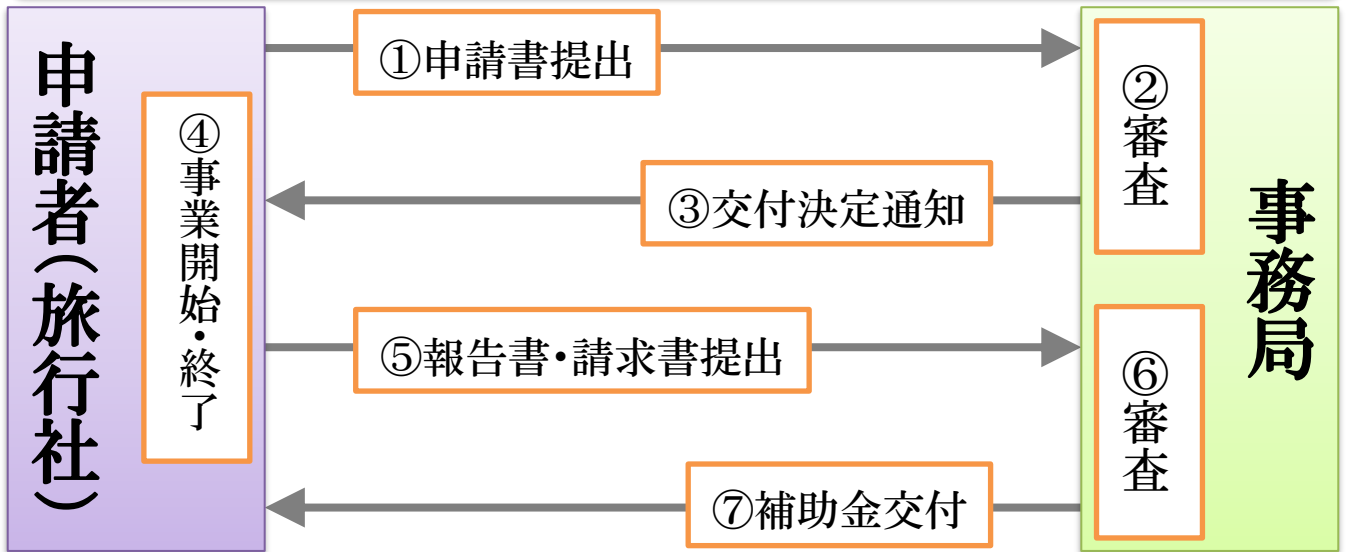 申請者（旅行社）
①申請書提出
②審査
③交付決定通知
④事業開始・終了
⑤報告書・請求書提出
⑥審査
⑦補助金交付
事務局